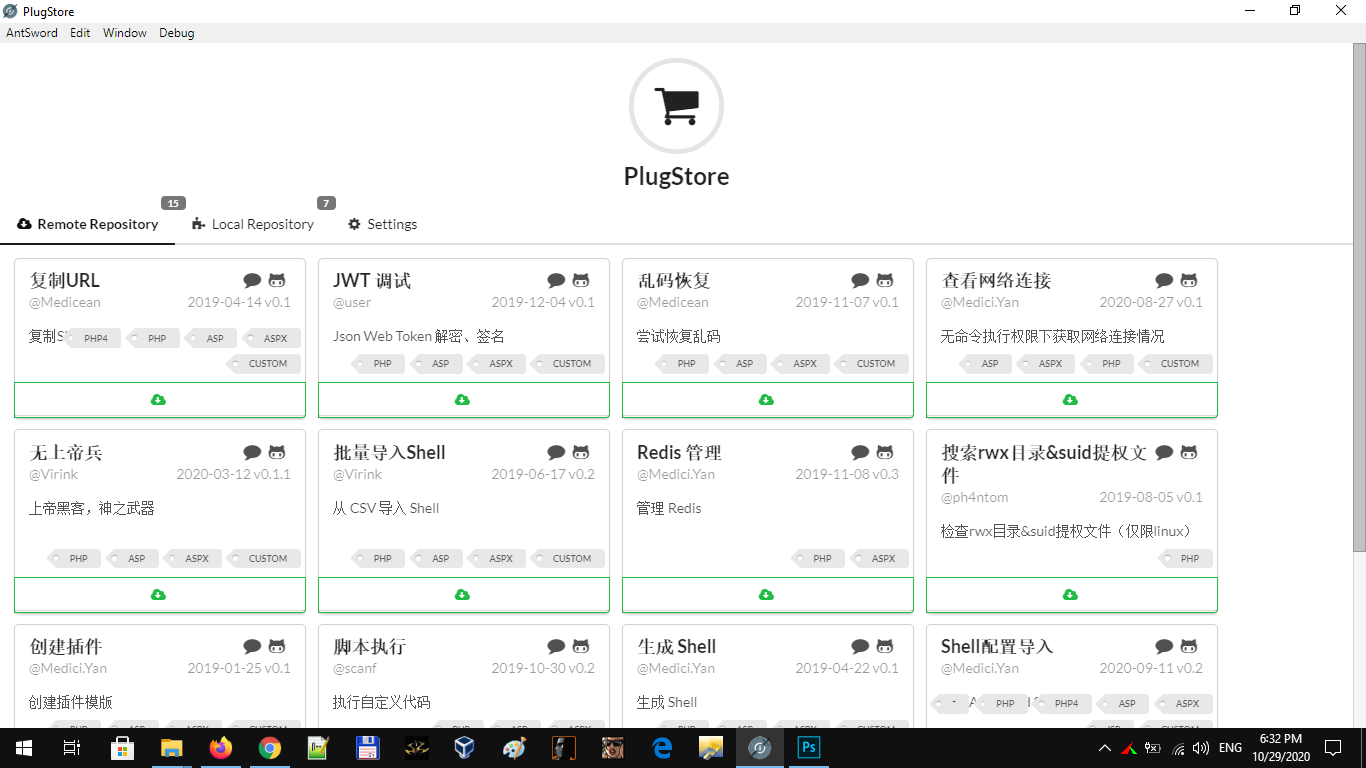 PlugStore
AntSword Edit Window Debug
PlugStore
15
7
Remote Repository
Local Repository
Settings
复制URL
@Medicean 2019-04-14 v0.1
复制S
PHP4 PHP ASP ASPX
CUSTOM
JWT 调试
@user 2019-12-04 v0.1
Json Web Token 解密、签名
PHP ASP ASPX CUSTOM
乱码恢复
@Medicean 2019-11-07 v0.1
尝试恢复乱码
PHP ASP ASPX CUSTOM
查看网络连接
@Medici.Yan 2020-08-27 v0.1
无命令执行权限下获取网络连接情况
ASP ASPX PHP CUSTOM
无上帝兵
@Virink 2020-03-12 v0.1.1
上帝黑客，神之武器
PHP ASP ASPX CUSTOM
批量导入Shell
@Virink 2019-06-17 v0.2
从 CSV 导入 Shell
PHP ASP ASPX CUSTOM
Redis 管理
@Medici.Yan 2019-11-08 v0.3
管理 Redis
PHP ASPX
搜索rwx目录&suid提权文
件
@ph4ntom 2019-08-05 v0.1
检查rwx目录&suid提权文件（仅限linux）
PHP
创建插件
@Medici.Yan 2019-01-25 v0.1
创建插件模版
PHP ASP ASPX CUSTOM
脚本执行
@scanf 2019-10-30 v0.2
执行自定义代码
PHP ASP ASPX
生成 Shell
@Medici.Yan 2019-04-22 v0.1
生成 Shell
PHP ASP ASPX CUSTOM
Shell配置导入
@Medici.Yan 2020-09-11 v0.2
PHP PHP4 ASP ASPX
JSP CUSTOM
Ps
ENG
6:32 PM
10/29/2020